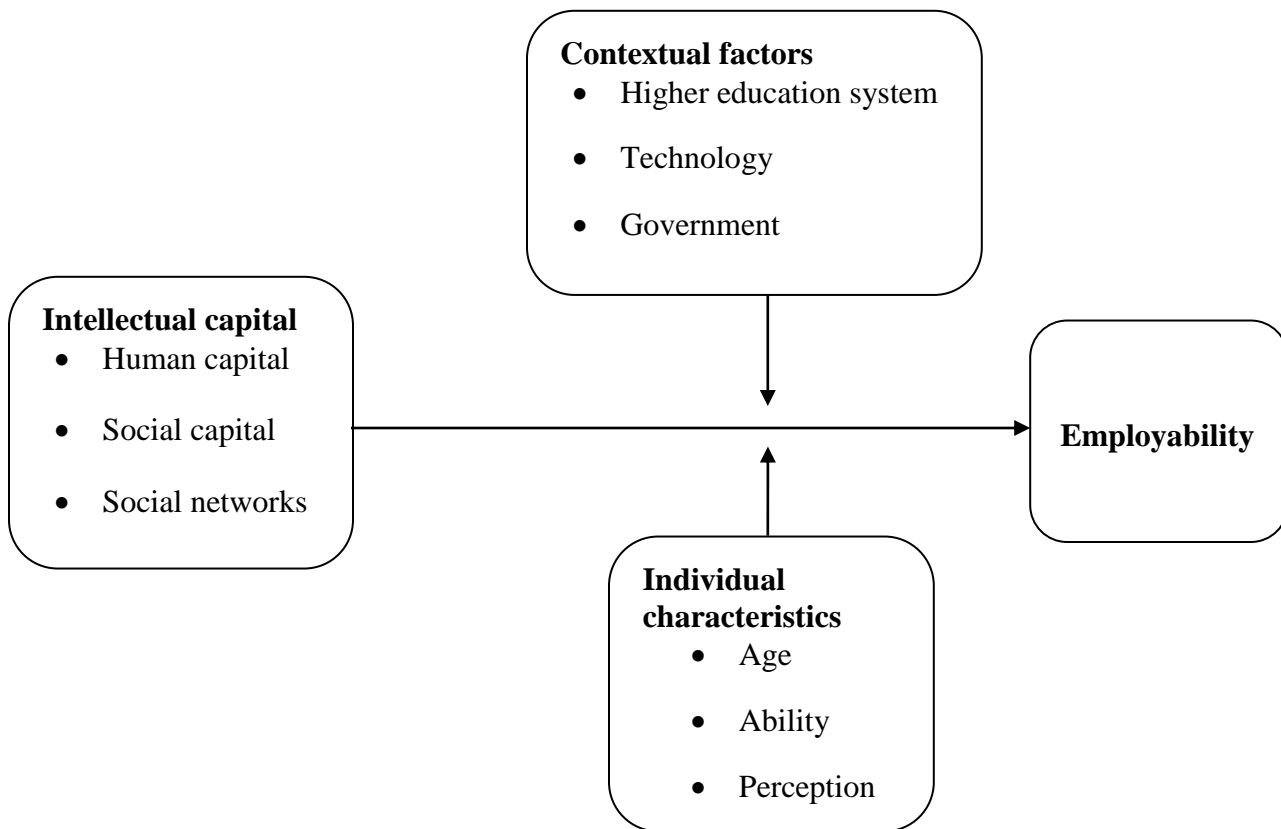 Contextual factors
• Higher education system
• Technology
• Government
Intellectual capital
• Human capital
• Social capital
• Social networks
Employability
Individual
characteristics
• Age
• Ability
• Perception